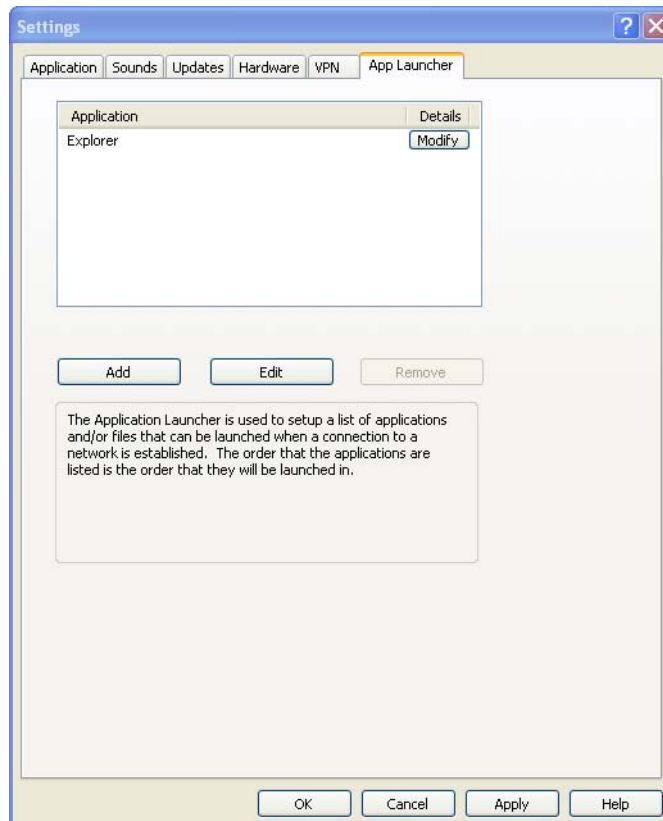 Settings
Application Sounds Updates Hardware VPN App Launcher
Application Details
Explorer Modify
Add Edit Remove
The Application Launcher is used to setup a list of applications
and/or files that can be launched when a connection to a
network is established. The order that the applications are
listed is the order that they will be launched in.
OK Cancel Apply Help